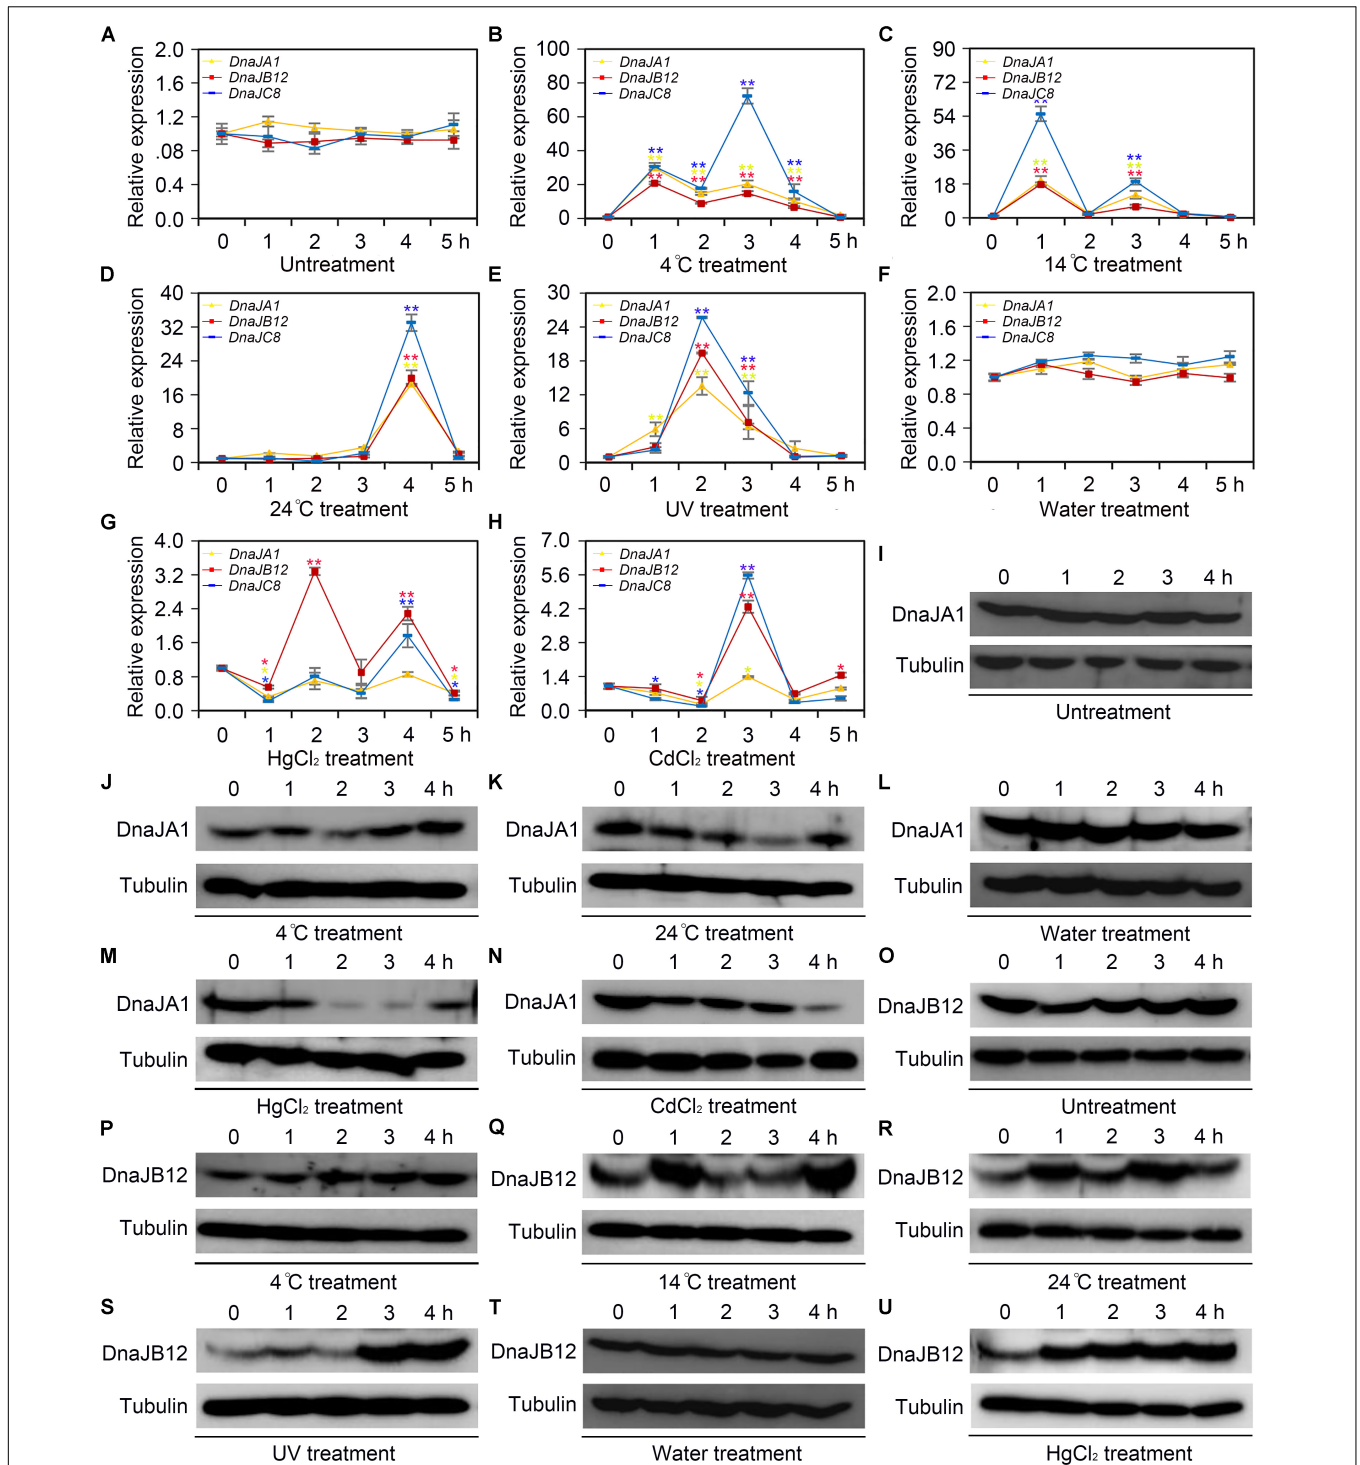 A
Relative expression
2.0
1.6
1.2
.08
0.4
0.0
DnaJA1
DnaJB12
DnaJC8
0 1 2 3 4 5 h
Untreatment
B
Relative expression
100
80
60
40
20
0
DnaJA1
DnaJB12
DnaJC8
** ** ** **
** ** ** **
** ** ** **
0 1 2 3 4 5 h
4℃ treatment
C
Relative expression
90
72
54
36
18
0
DnaJA1
DnaJB12
DnaJC8
** **
** **
** **
0 1 2 3 4 5 h
14℃ treatment
D
Relative expression
40
32
24
16
8
0
DnaJA1
DnaJB12
DnaJC8
**
**
**
0 1 2 3 4 5 h
24℃ treatment
E
Relative expression
30
24
18
12
6
0
DnaJA1
DnaJB12
DnaJC8
** **
** **
** ** **
0 1 2 3 4 5 h
UV treatment
F
Relative expression
2.0
1.6
1.2
0.8
0.4
0.0
DnaJA1
DnaJB12
DnaJC8
0 1 2 3 4 5 h
Water treatment
G
Relative expression
4.0
3.2
2.4
1.6
0.8
0.0
DnaJA1
DnaJB12
DnaJC8
* ** ** *
* ** *
* *
0 1 2 3 4 5 h
HgCl₂ treatment
H
Relative expression
7.0
5.6
4.2
2.8
1.4
0.0
DnaJA1
DnaJB12
DnaJC8
* * ** *
* **
* *
0 1 2 3 4 5 h
CdCl₂ treatment
I
0 1 2 3 4 h
DnaJA1
Tubulin
Untreatment
J
0 1 2 3 4 h
DnaJA1
Tubulin
4℃ treatment
K
0 1 2 3 4 h
DnaJA1
Tubulin
24℃ treatment
L
0 1 2 3 4 h
DnaJA1
Tubulin
Water treatment
M
0 1 2 3 4 h
DnaJA1
Tubulin
HgCl₂ treatment
N
0 1 2 3 4 h
DnaJA1
Tubulin
CdCl₂ treatment
O
0 1 2 3 4 h
DnaJB12
Tubulin
Untreatment
P
0 1 2 3 4 h
DnaJB12
Tubulin
4℃ treatment
Q
0 1 2 3 4 h
DnaJB12
Tubulin
14℃ treatment
R
0 1 2 3 4 h
DnaJB12
Tubulin
24℃ treatment
S
0 1 2 3 4 h
DnaJB12
Tubulin
UV treatment
T
0 1 2 3 4 h
DnaJB12
Tubulin
Water treatment
U
0 1 2 3 4 h
DnaJB12
Tubulin
HgCl₂ treatment